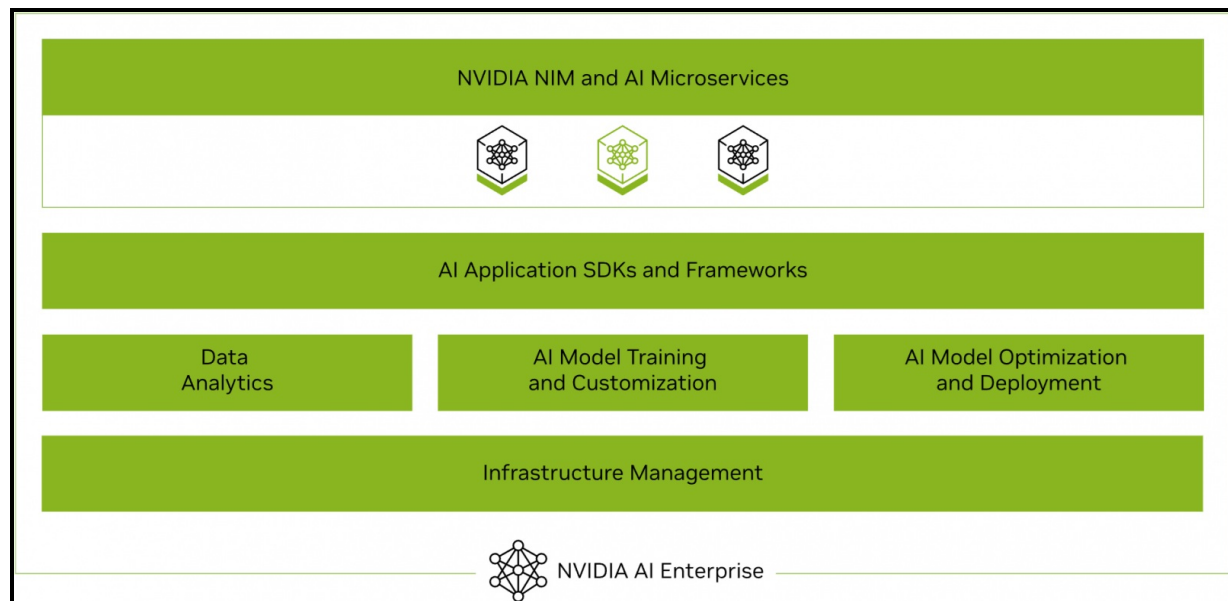 NVIDIA NIM and AI Microservices
AI Application SDKs and Frameworks
Data
Analytics
AI Model Training
and Customization
AI Model Optimization
and Deployment
Infrastructure Management
NVIDIA AI Enterprise